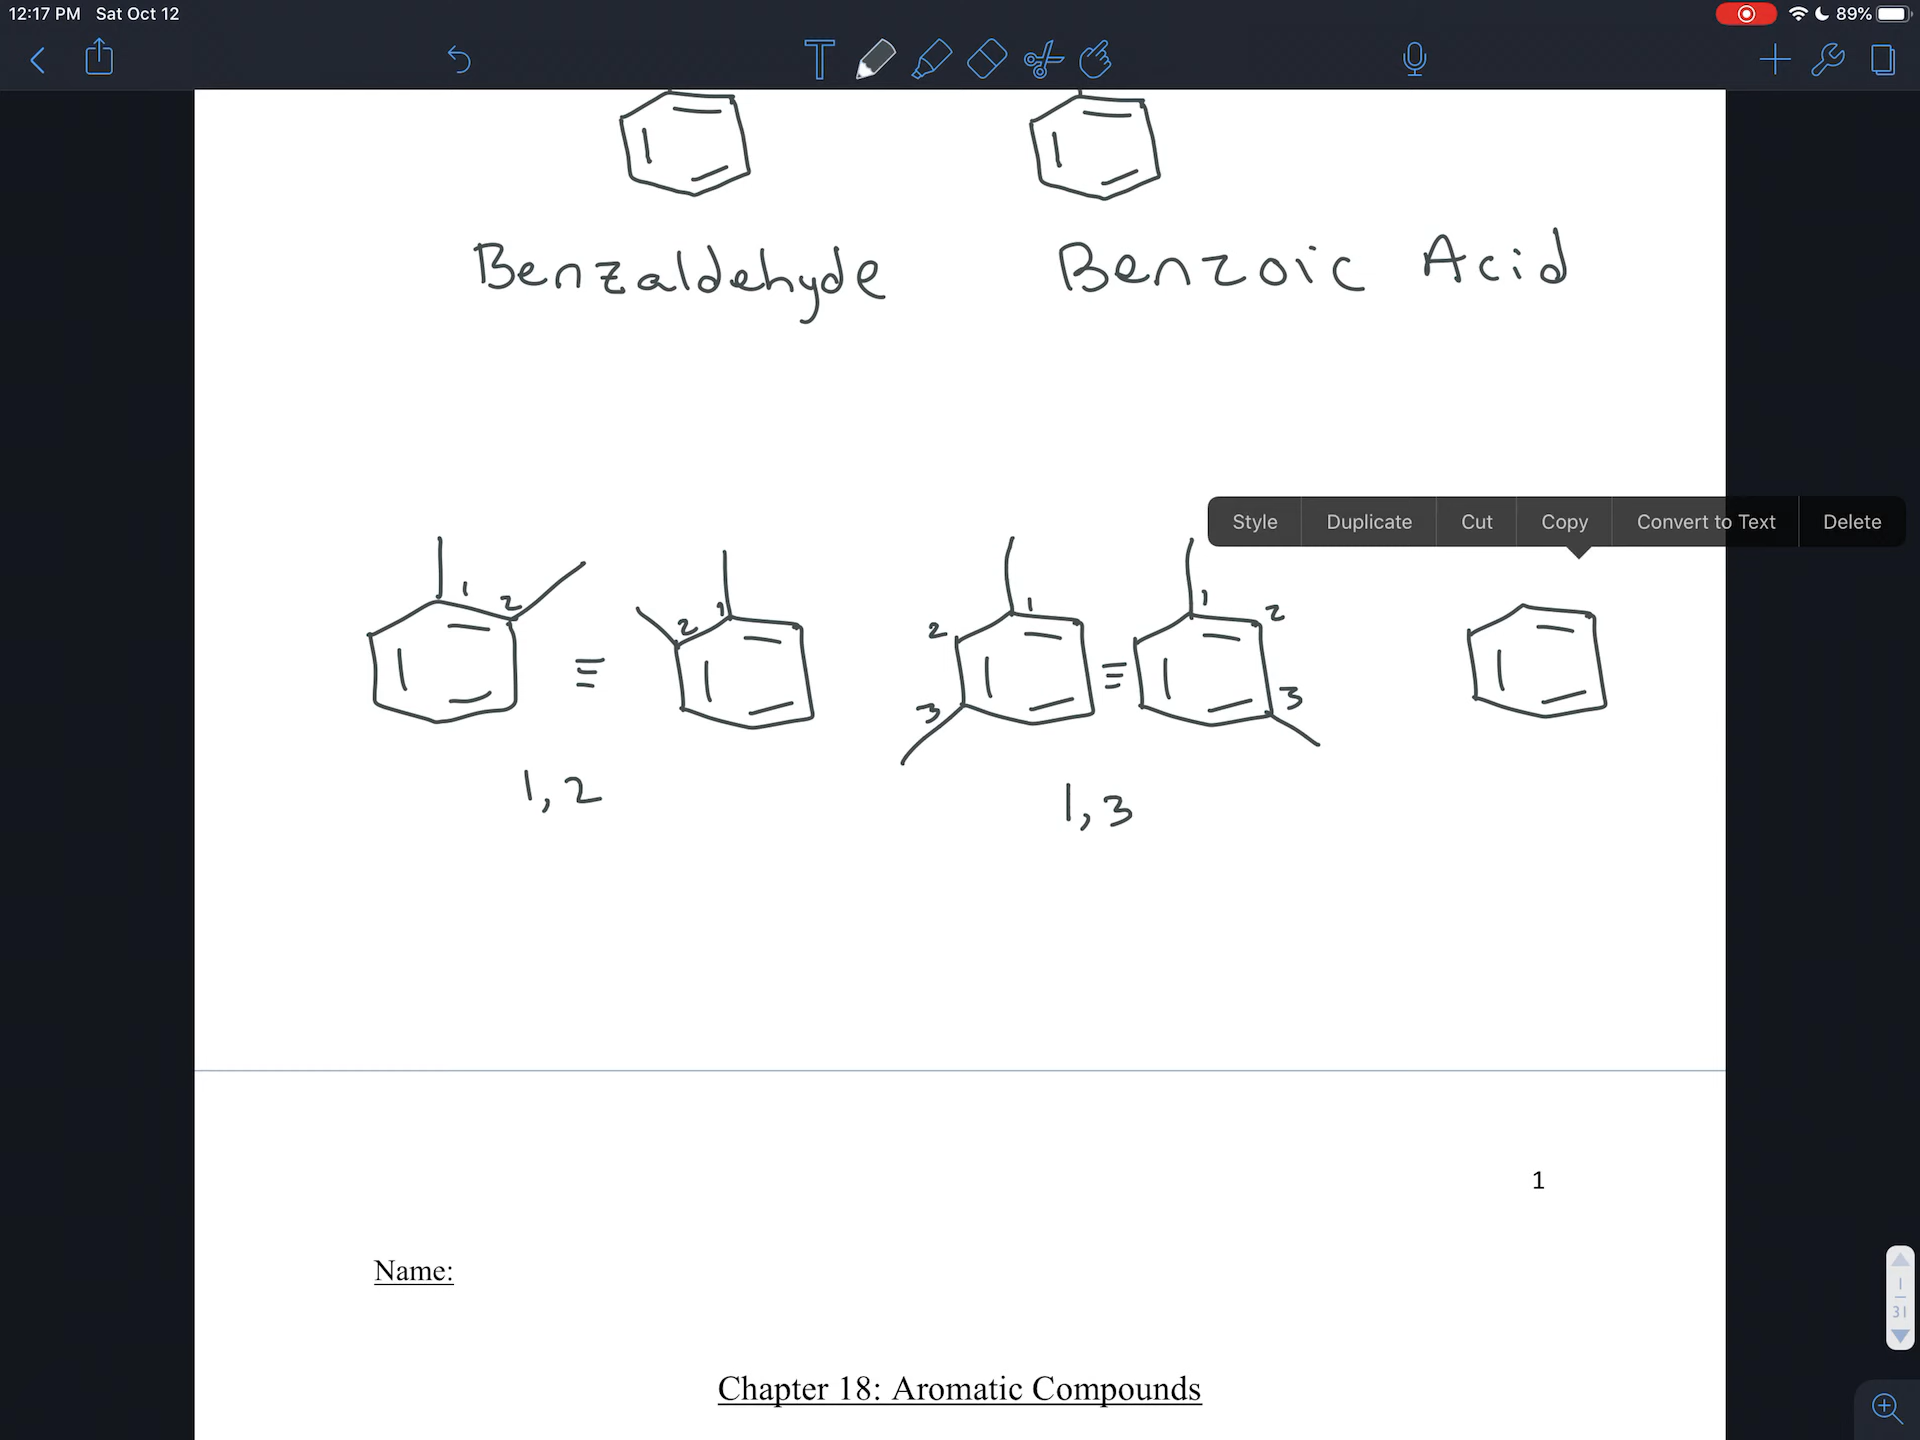 12:17 PM Sat Oct 12
89%
T
Benzaldehyde
Benzoic Acid
Style Duplicate Cut Copy Convert to Text Delete
1 2
2 1
≡
1 2 3
≡
1 2 3
1,2
1,3
1
Name:
Chapter 18: Aromatic Compounds
1
31